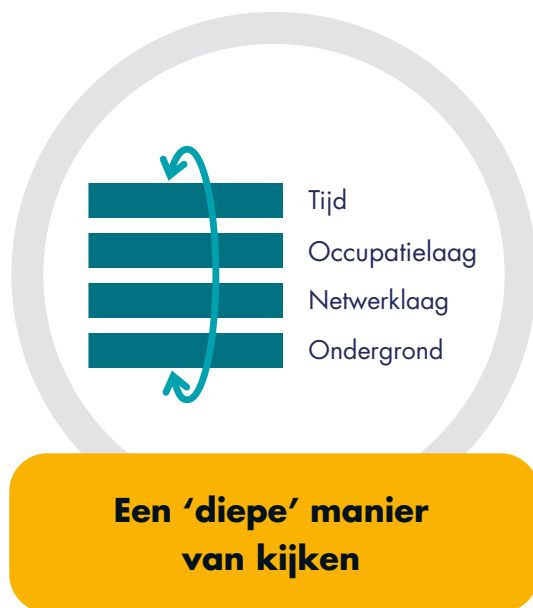 Tijd
Occupatielaag
Netwerklaag
Ondergrond
Een ‘diepe’ manier
van kijken